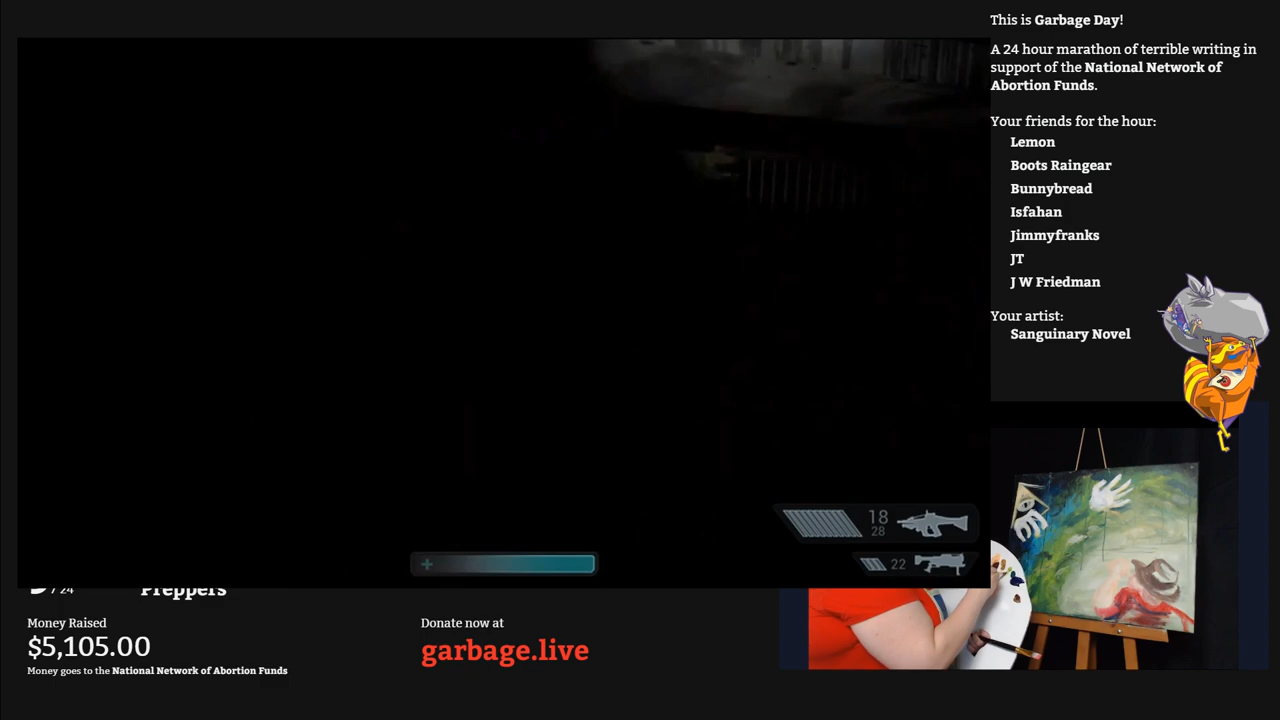 This is Garbage Day!
A 24 hour marathon of terrible writing in
support of the National Network of
Abortion Funds.
Your friends for the hour:
Lemon
Boots Raingear
Bunnybread
Isfahan
Jimmyfranks
JT
J W Friedman
Your artist:
Sanguinary Novel
18
28
22
/ 24
Preppers
Money Raised
$5,105.00
Money goes to the National Network of Abortion Funds
Donate now at
garbage.live